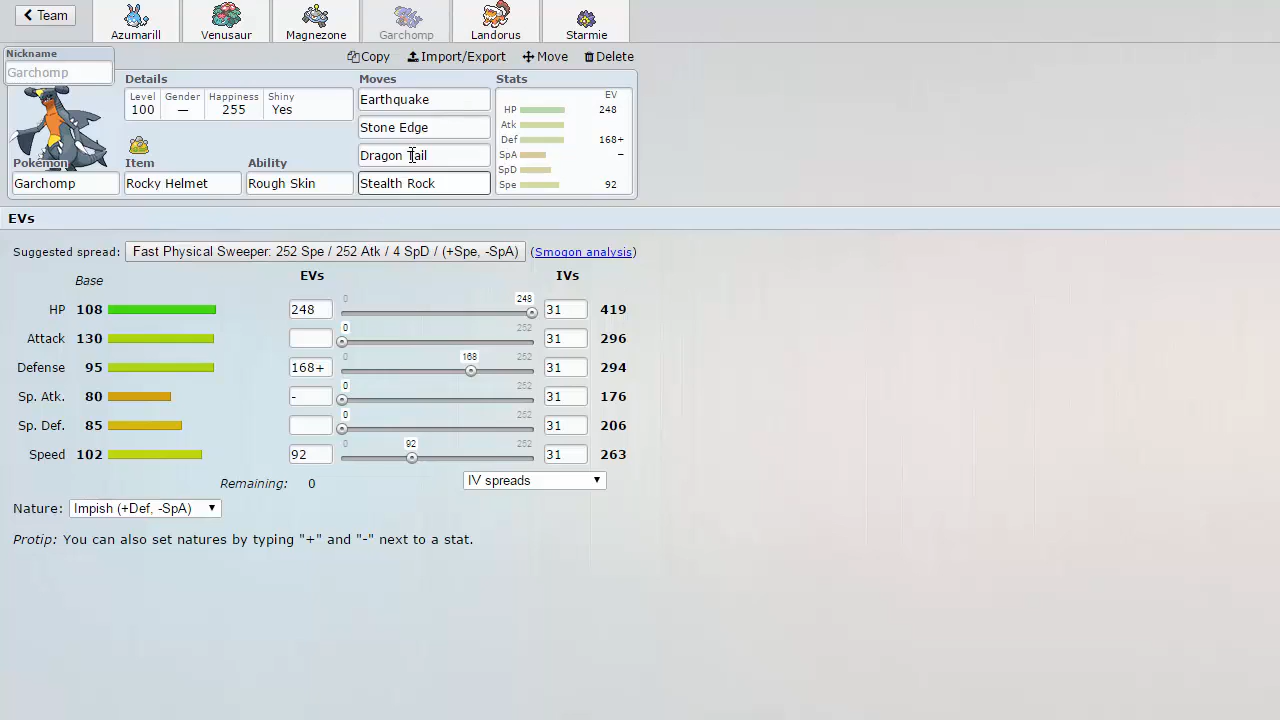 Team
Azumarill Venusaur Magnezone Garchomp Landorus Starmie
Copy Import/Export Move Delete
Nickname
Garchomp
Details Moves Stats
Level Gender Happiness Shiny
100 — 255 Yes
Earthquake
Stone Edge
Dragon Tail
Stealth Rock
EV
HP 248
Atk
Def 168+
SpA –
SpD
Spe 92
Pokémon Item Ability
Garchomp Rocky Helmet Rough Skin
EVs
Suggested spread: Fast Physical Sweeper: 252 Spe / 252 Atk / 4 SpD / (+Spe, -SpA) (Smogon analysis)
Base EVs IVs
HP 108 248 0 248 31 419
Attack 130 0 0 252 31 296
Defense 95 168+ 0 168 252 31 294
Sp. Atk. 80 - 0 0 252 31 176
Sp. Def. 85 0 0 252 31 206
Speed 102 92 0 92 252 31 263
Remaining: 0 IV spreads
Nature: Impish (+Def, -SpA)
Protip: You can also set natures by typing "+" and "-" next to a stat.